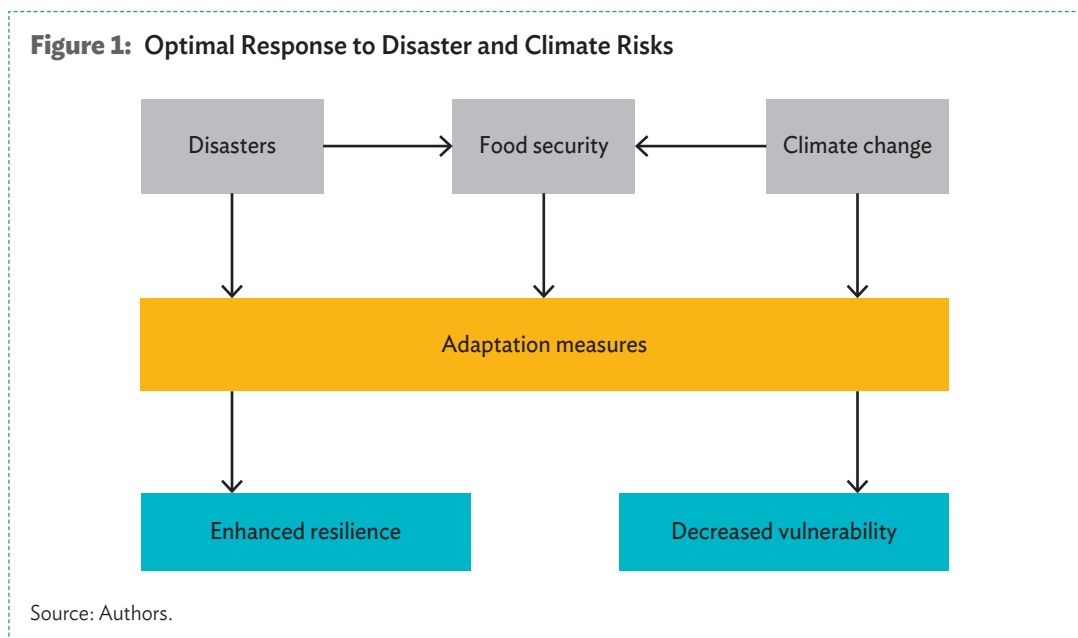 Figure 1: Optimal Response to Disaster and Climate Risks
Disasters
Food security
Climate change
Adaptation measures
Enhanced resilience
Decreased vulnerability
Source: Authors.